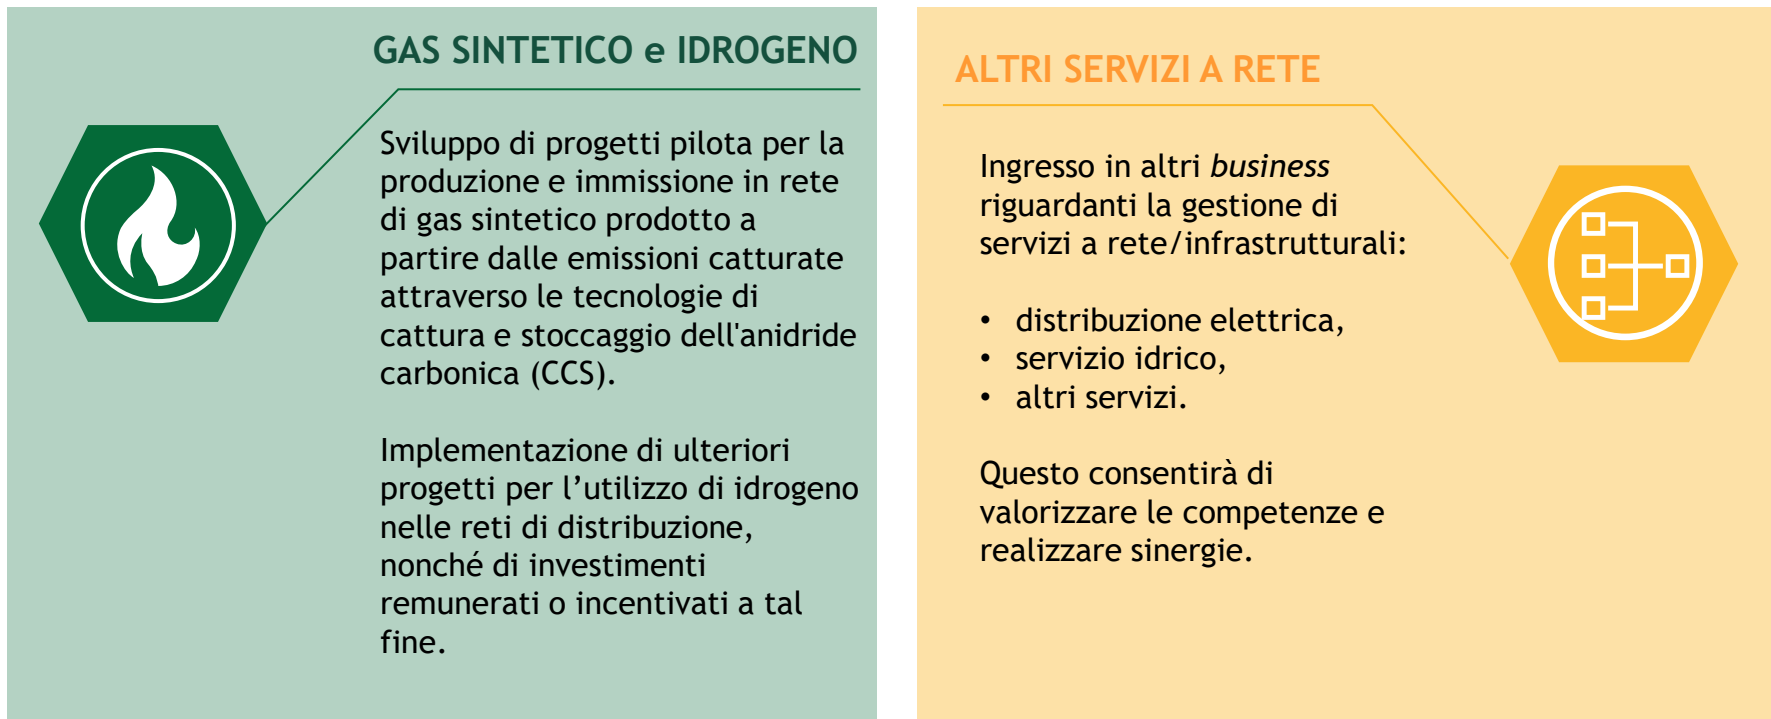 GAS SINTETICO e IDROGENO
Sviluppo di progetti pilota per la
produzione e immissione in rete
di gas sintetico prodotto a
partire dalle emissioni catturate
attraverso le tecnologie di
cattura e stoccaggio dell'anidride
carbonica (CCS).
Implementazione di ulteriori
progetti per l’utilizzo di idrogeno
nelle reti di distribuzione,
nonché di investimenti
remunerati o incentivati a tal
fine.
ALTRI SERVIZI A RETE
Ingresso in altri business
riguardanti la gestione di
servizi a rete/infrastrutturali:
• distribuzione elettrica,
• servizio idrico,
• altri servizi.
Questo consentirà di
valorizzare le competenze e
realizzare sinergie.